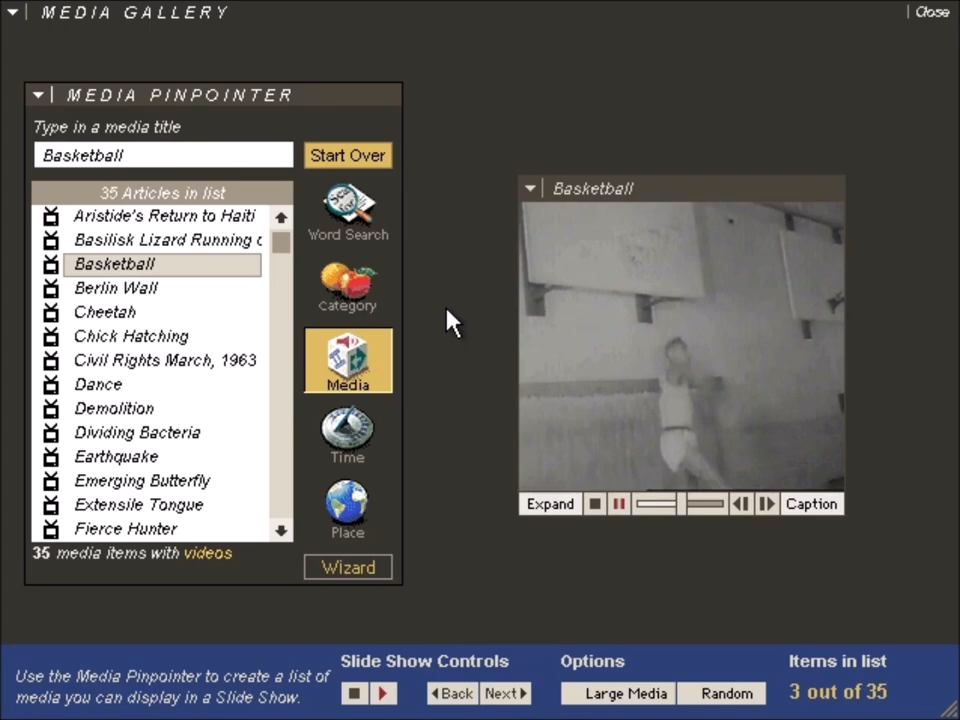 MEDIA GALLERY
Close
MEDIA PINPOINTER
Type in a media title
Basketball
Start Over
35 Articles in list
Aristide's Return to Haiti
Basilisk Lizard Running
Basketball
Berlin Wall
Cheetah
Chick Hatching
Civil Rights March, 1963
Dance
Demolition
Dividing Bacteria
Earthquake
Emerging Butterfly
Extensile Tongue
Fierce Hunter
35 media items with videos
Word Search
Category
Media
Time
Place
Wizard
Basketball
Expand
Caption
Use the Media Pinpointer to create a list of
media you can display in a Slide Show.
Slide Show Controls
Back Next
Options
Large Media Random
Items in list
3 out of 35